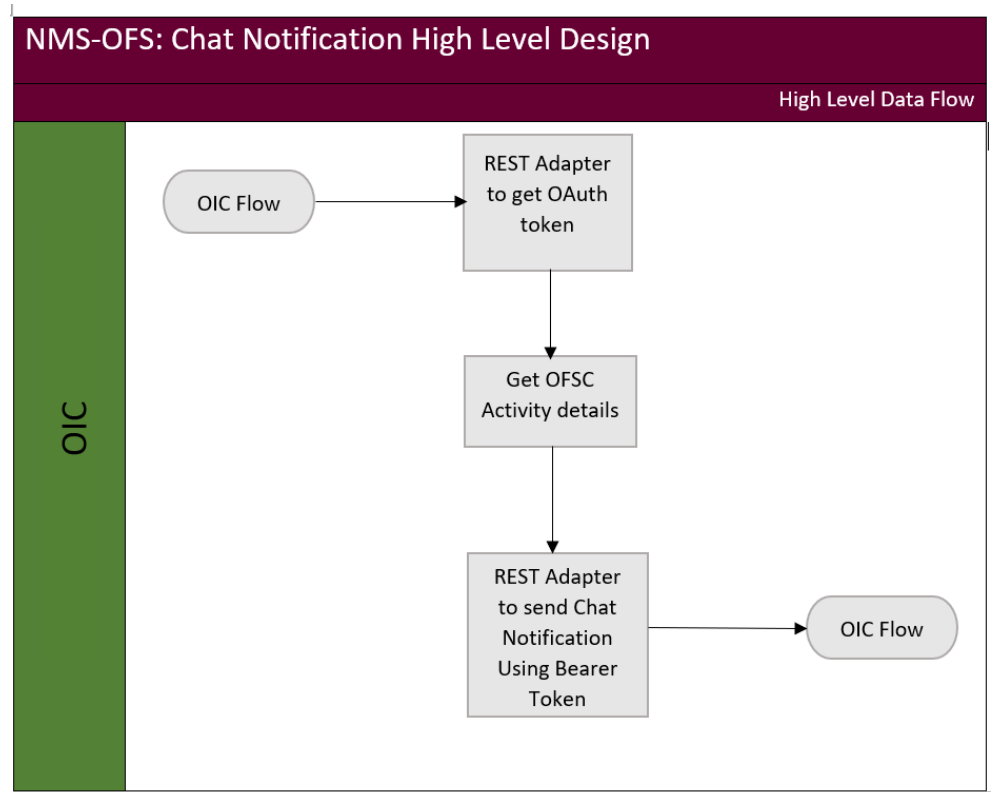 NMS-OFS: Chat Notification High Level Design
High Level Data Flow
OIC
OIC Flow
REST Adapter
to get OAuth
token
Get OFSC
Activity details
REST Adapter
to send Chat
Notification
Using Bearer
Token
OIC Flow